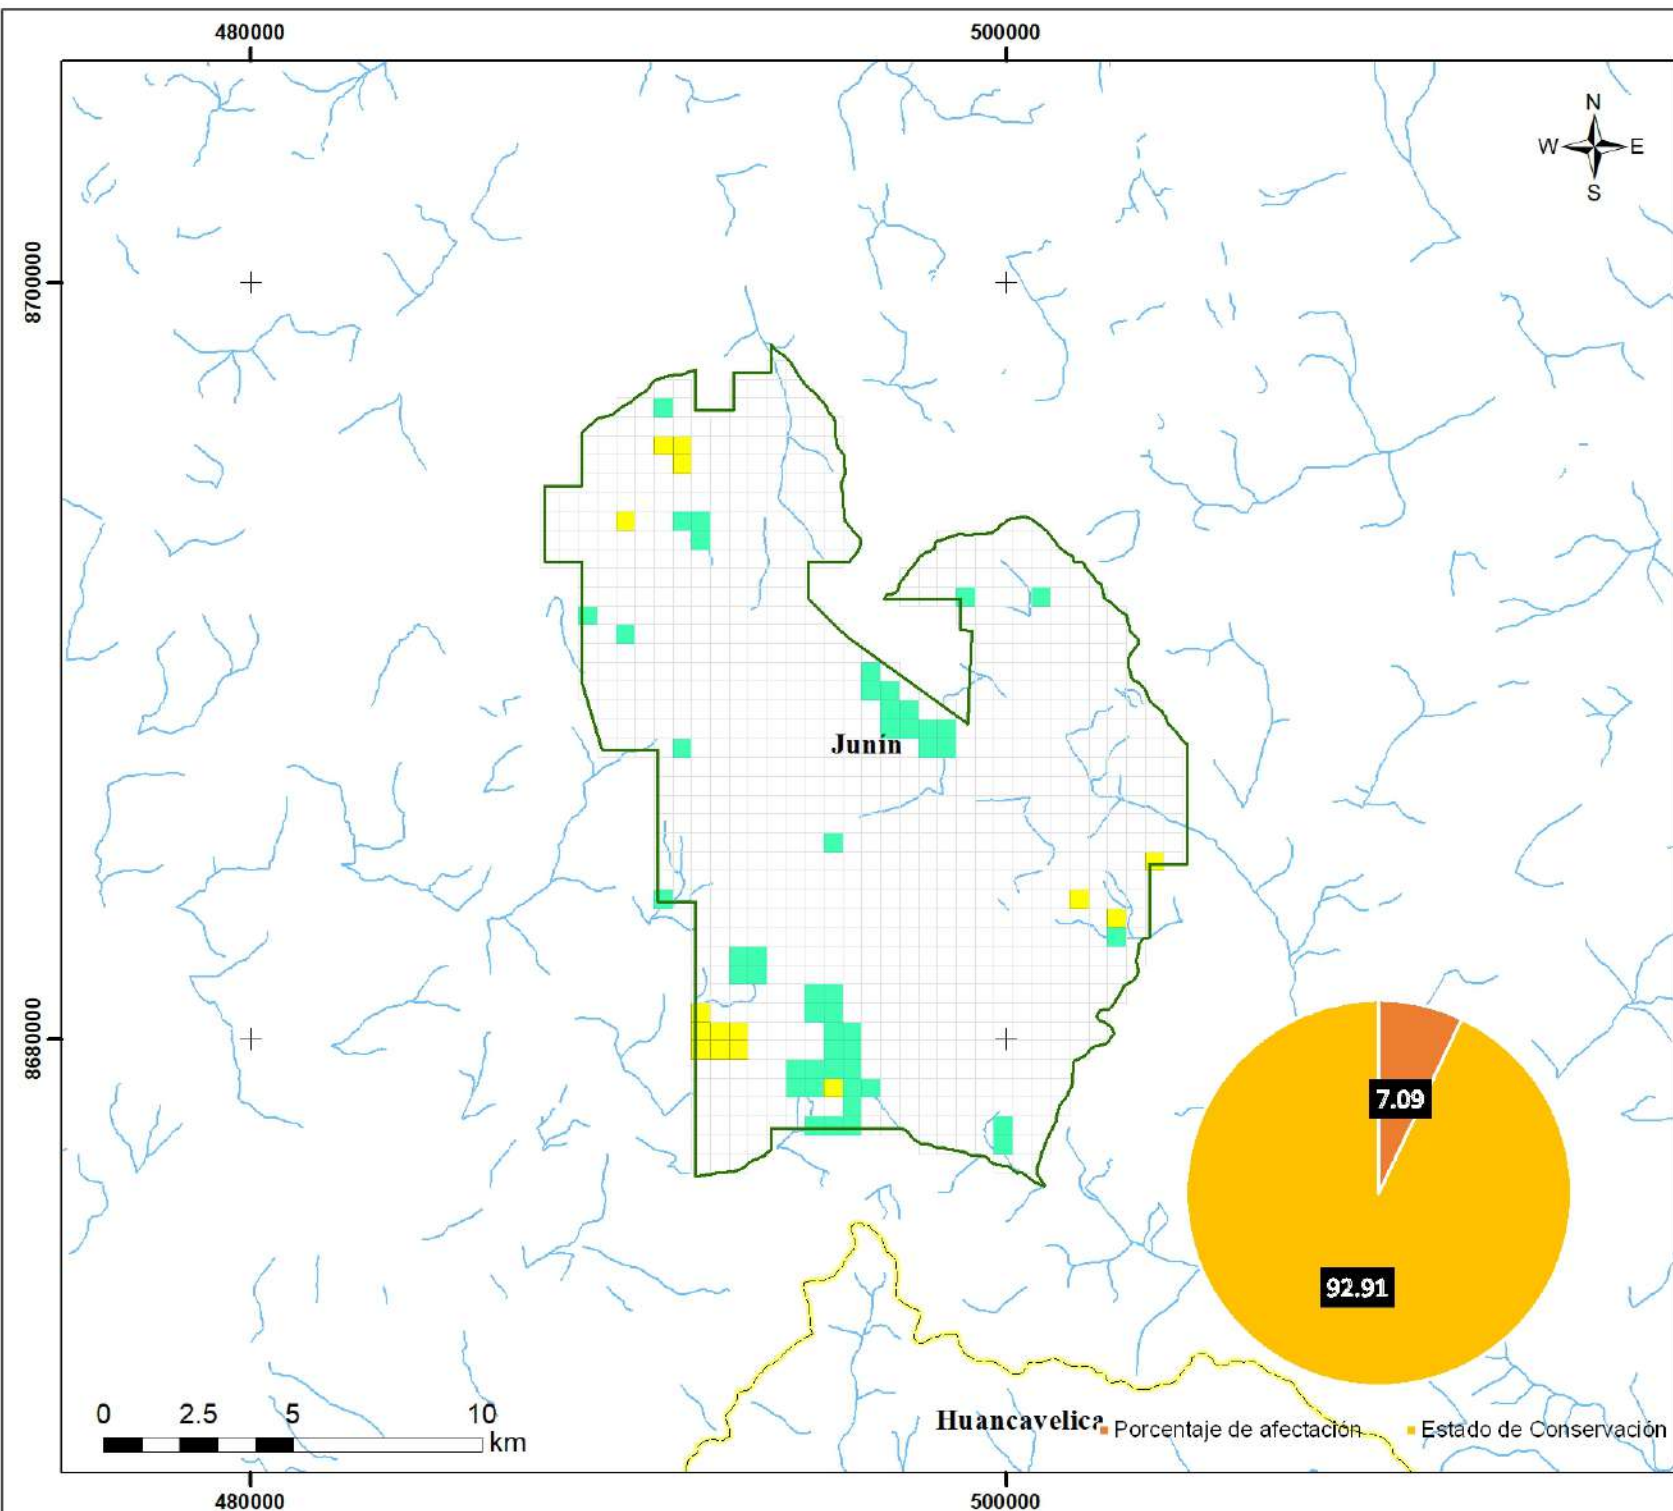 480000 500000
N
W E
S
8700000
Junín
8680000
7.09
92.91
0 2.5 5 10
km
Huancavelica
Porcentaje de afectación Estado de Conservación
480000 500000